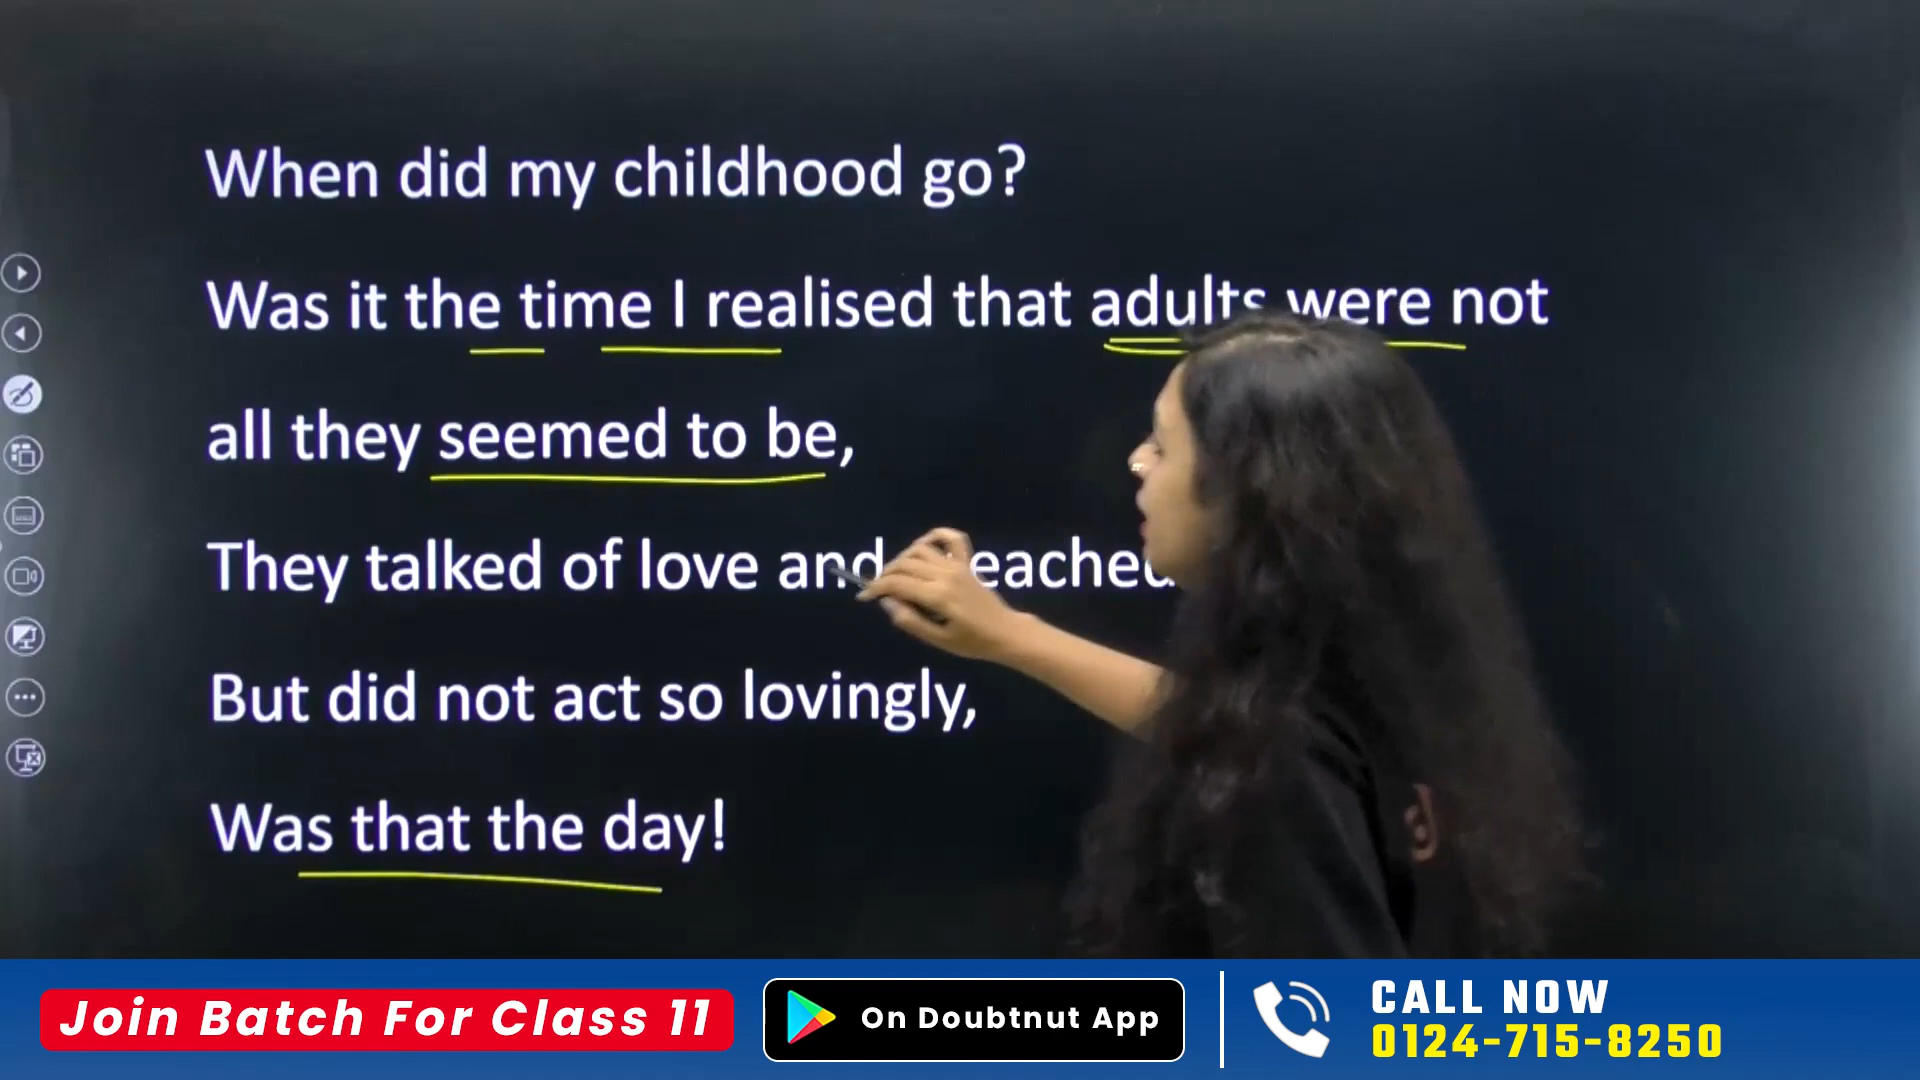 When did my childhood go?
Was it the time I realised that adults were not
all they seemed to be,
They talked of love and
But did not act so lovingly,
Was that the day!
Join Batch For Class 11
On Doubtnut App
CALL NOW
0124-715-8250